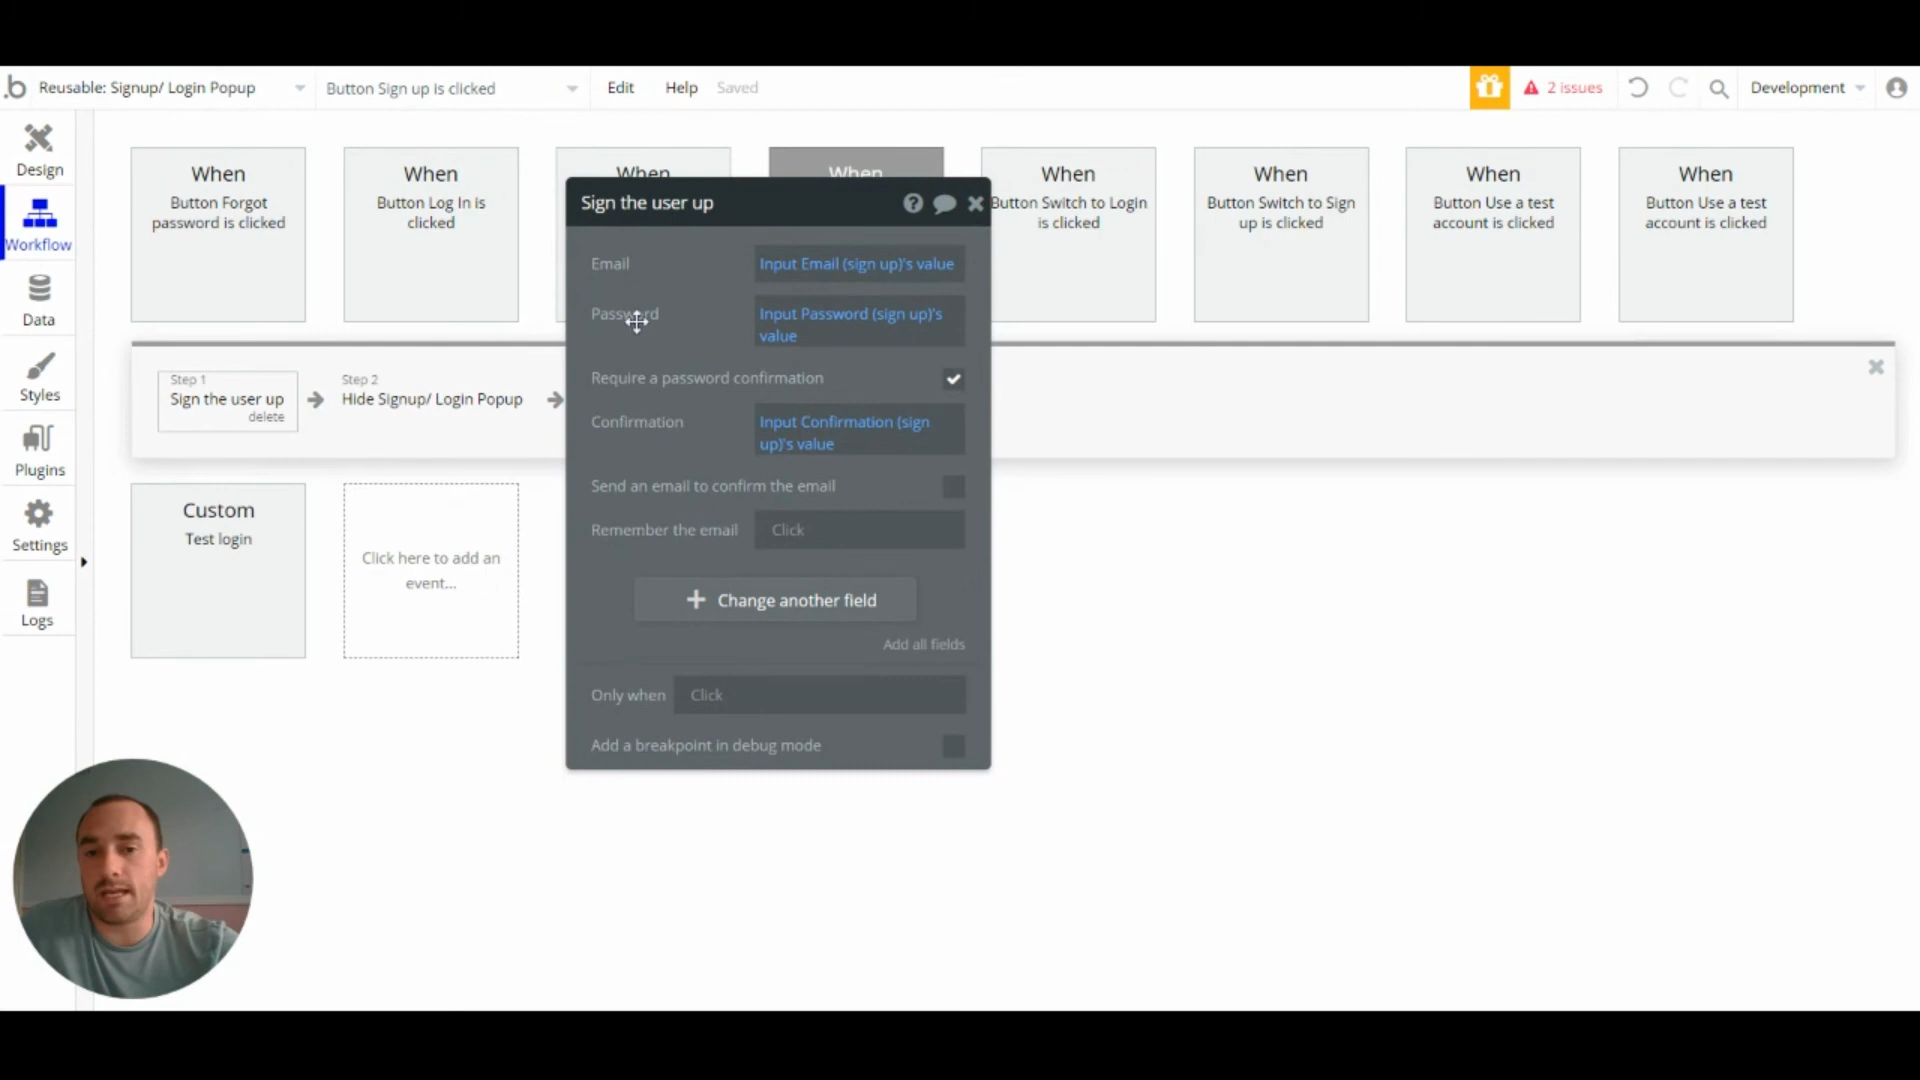 .b
Reusable: Signup/ Login Popup
Button Sign up is clicked
Edit
Help
Saved
2 issues
Development
Design
Workflow
Data
Styles
Plugins
Settings
Logs
When
Button Forgot
password is clicked
When
Button Log In is
clicked
When
When
When
Button Switch to Login
is clicked
When
Button Switch to Sign
up is clicked
When
Button Use a test
account is clicked
When
Button Use a test
account is clicked
Step 1
Sign the user up
delete
Step 2
Hide Signup/ Login Popup
Custom
Test login
Click here to add an
event...
Sign the user up
Email
Input Email (sign up)'s value
Password
Input Password (sign up)'s
value
Require a password confirmation
Confirmation
Input Confirmation (sign
up)'s value
Send an email to confirm the email
Remember the email
Click
Change another field
Add all fields
Only when
Click
Add a breakpoint in debug mode